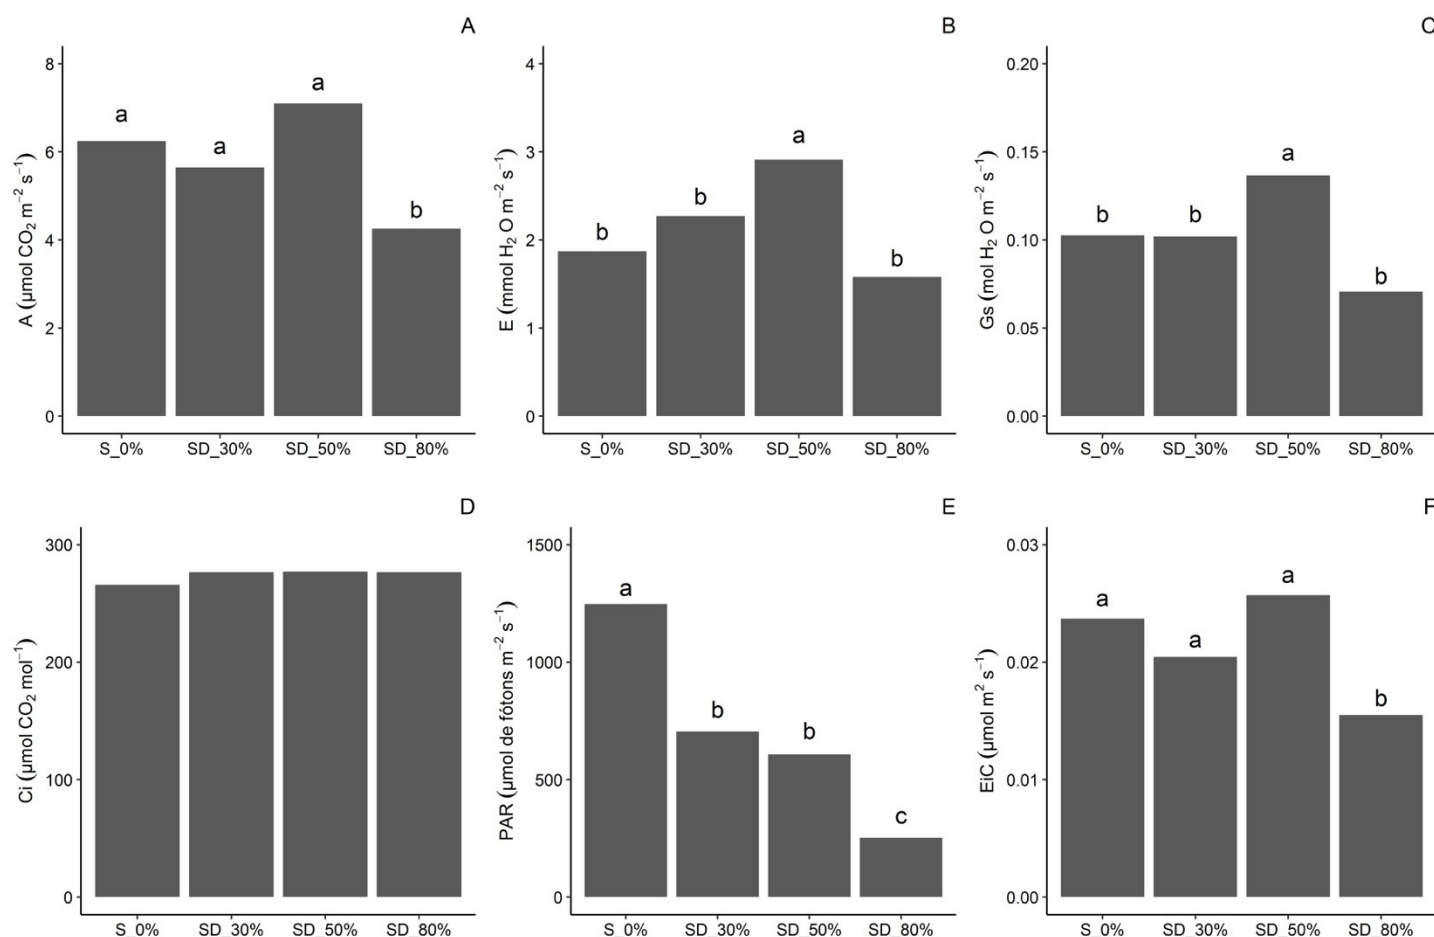 A
B
C
A (µmol CO₂ m⁻² s⁻¹)
8
6
4
2
0
a
a
a
b
S_0% SD_30% SD_50% SD_80%
E (mmol H₂ O m⁻² s⁻¹)
4
3
2
1
0
b
b
a
b
S_0% SD_30% SD_50% SD_80%
Gs (mol H₂ O m⁻² s⁻¹)
0.20
0.15
0.10
0.05
0.00
b
b
a
b
S_0% SD_30% SD_50% SD_80%
D
E
F
Ci (µmol CO₂ mol⁻¹)
300
200
100
0
S_0% SD_30% SD_50% SD_80%
PAR (µmol de fótons m⁻² s⁻¹)
1500
1000
500
0
a
b
b
c
S_0% SD_30% SD_50% SD_80%
EiC (µmol m² s⁻¹)
0.03
0.02
0.01
0.00
a
a
a
b
S_0% SD_30% SD_50% SD_80%